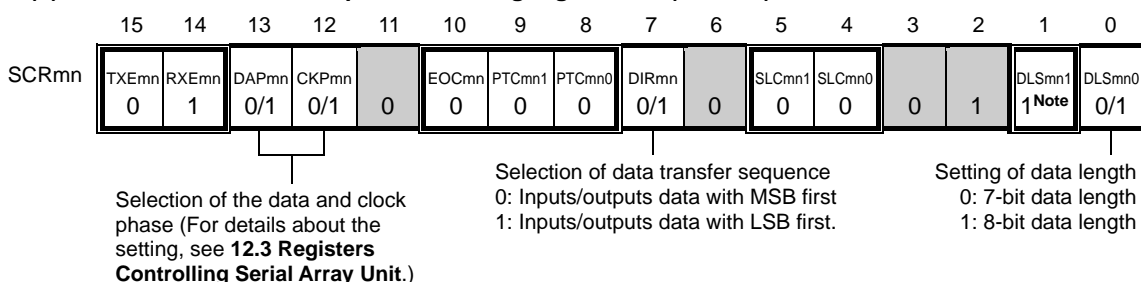 15 14 13 12 11 10 9 8 7 6 5 4 3 2 1 0
SCRmn TXEmn RXEmn DAPmn CKPmn EOCmn PTCmn1 PTCmn0 DIRmn SLCmn1 SLCmn0 DLSmn1 DLSmn0
0 1 0/1 0/1 0 0 0 0 0/1 0 0 0 0 1 1 Note 0/1
Selection of the data and clock
phase (For details about the
setting, see 12.3 Registers
Controlling Serial Array Unit.)
Selection of data transfer sequence
0: Inputs/outputs data with MSB first
1: Inputs/outputs data with LSB first.
Setting of data length
0: 7-bit data length
1: 8-bit data length